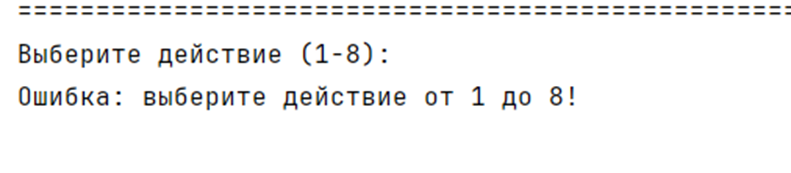 ==================================================
Выберите действие (1-8):
Ошибка: выберите действие от 1 до 8!